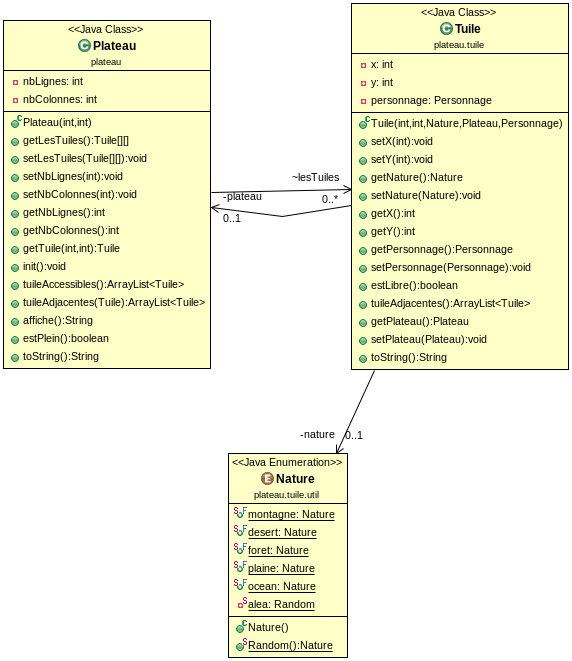 <<Java Class>>
C Plateau
plateau
nbLignes: int
nbColonnes: int
Plateau(int,int)
getLesTuiles():Tuile[][]
setLesTuiles(Tuile[][]):void
setNbLignes(int):void
setNbColonnes(int):void
getNbLignes():int
getNbColonnes():int
getTuile(int,int):Tuile
init():void
tuileAccessibles():ArrayList<Tuile>
tuileAdjacentes(Tuile):ArrayList<Tuile>
affiche():String
estPlein():boolean
toString():String
~lesTuiles
0..*
-plateau
0..1
<<Java Class>>
C Tuile
plateau.tuile
x: int
y: int
personnage: Personnage
Tuile(int,int,Nature,Plateau,Personnage)
setX(int):void
setY(int):void
getNature():Nature
setNature(Nature):void
getX():int
getY():int
getPersonnage():Personnage
setPersonnage(Personnage):void
estLibre():boolean
tuileAdjacentes():ArrayList<Tuile>
getPlateau():Plateau
setPlateau(Plateau):void
toString():String
-nature
0..1
<<Java Enumeration>>
E Nature
plateau.tuile.util
S F montagne: Nature
S F desert: Nature
S F foret: Nature
S F plaine: Nature
S F ocean: Nature
S alea: Random
C Nature()
S Random():Nature